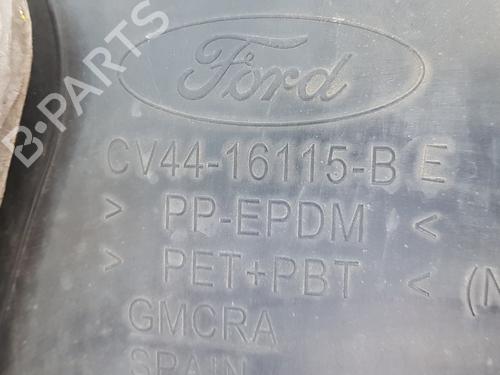 B-PARTS
Ford
CV44-16115-B E
> PP-EPDM <
> PET+PBT <
GMCRA
SPAIN